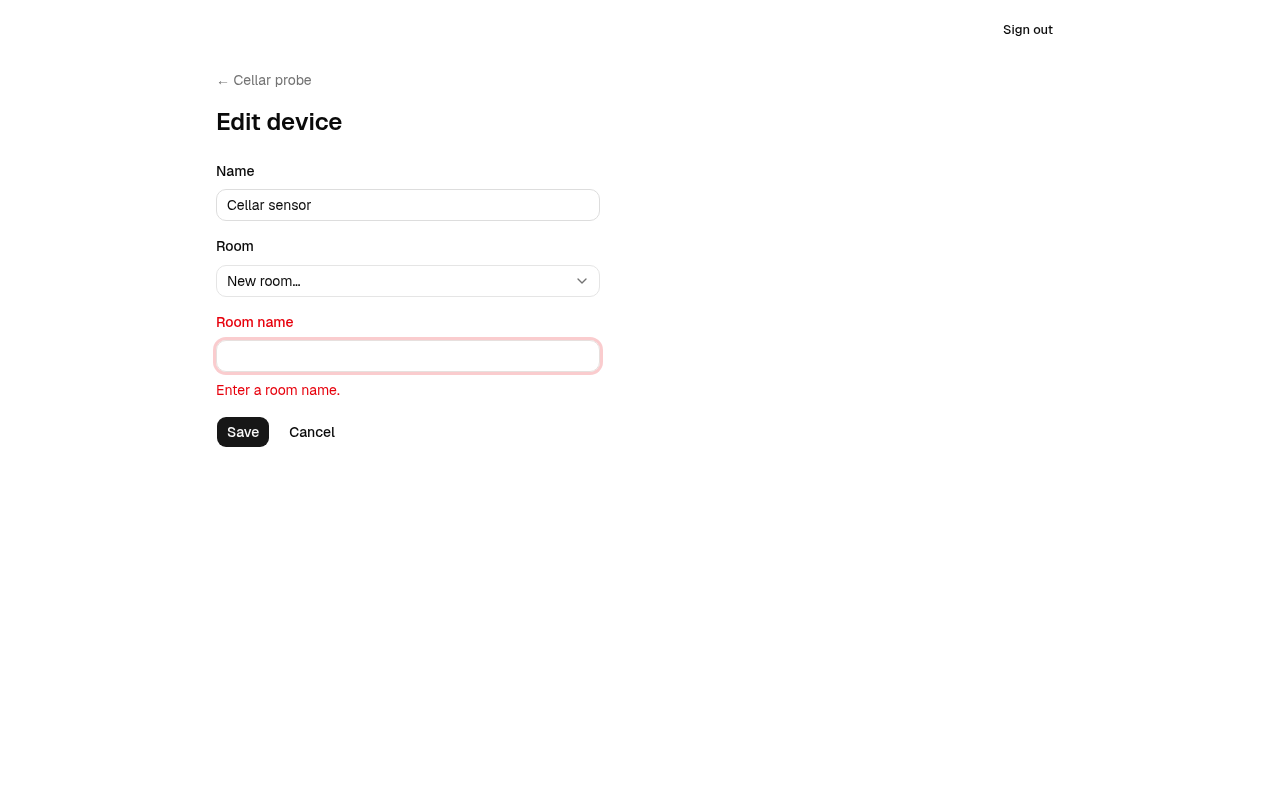 Sign out
← Cellar probe
Edit device
Name
Cellar sensor
Room
New room…
Room name
Enter a room name.
Save Cancel